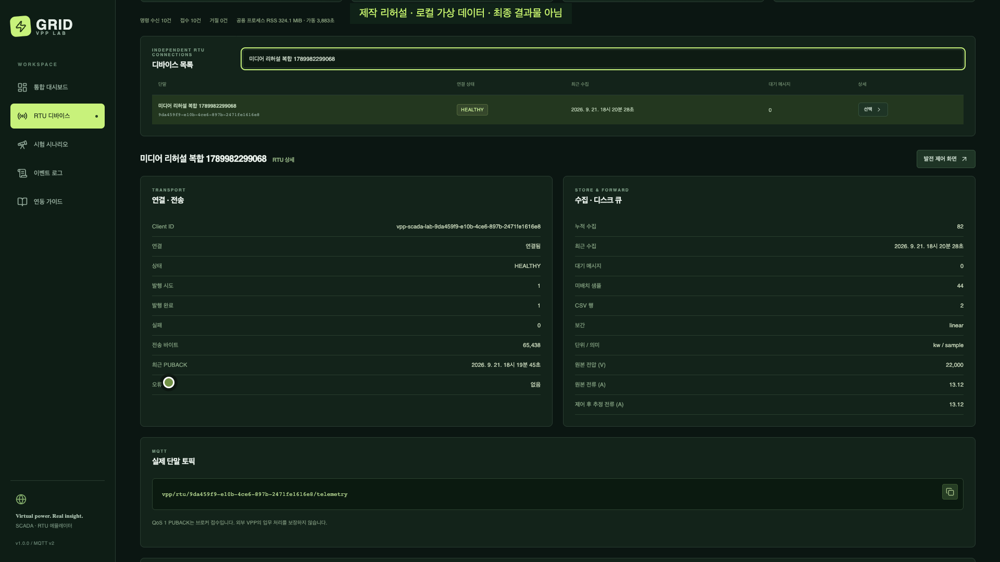 GRID
VPP LAB
WORKSPACE
통합 대시보드
RTU 디바이스
시험 시나리오
이벤트 로그
연동 가이드
Virtual power. Real insight.
SCADA · RTU 에뮬레이터
v1.0.0 / MQTT v2
제작 리허설 · 로컬 가상 데이터 · 최종 결과물 아님
명령 수신 10건 접수 10건 거절 0건 공용 프로세스 RSS 324.1 MiB · 가동 3,883초
INDEPENDENT RTU
CONNECTIONS
디바이스 목록
미디어 리허설 복합 1789982299068
단말 연결 상태 최근 수집 대기 메시지 상세
미디어 리허설 복합 1789982299068
9da459f9-e10b-4ce6-897b-2471fe1616e8
HEALTHY 2026. 9. 21. 18시 20분 28초 0 선택
미디어 리허설 복합 1789982299068 RTU 상세
발전 제어 화면
TRANSPORT
연결 · 전송
Client ID vpp-scada-lab-9da459f9-e10b-4ce6-897b-2471fe1616e8
연결 연결됨
상태 HEALTHY
발행 시도 1
발행 완료 1
실패 0
전송 바이트 65,438
최근 PUBACK 2026. 9. 21. 18시 19분 45초
오류 없음
STORE & FORWARD
수집 · 디스크 큐
누적 수집 82
최근 수집 2026. 9. 21. 18시 20분 28초
대기 메시지 0
미배치 샘플 44
CSV 행 2
보간 linear
단위 / 의미 kw / sample
원본 전압 (V) 22,000
원본 전류 (A) 13.12
제어 후 추정 전류 (A) 13.12
MQTT
실제 단말 토픽
vpp/rtu/9da459f9-e10b-4ce6-897b-2471fe1616e8/telemetry
QoS 1 PUBACK는 브로커 접수입니다. 외부 VPP의 업무 처리를 보장하지 않습니다.